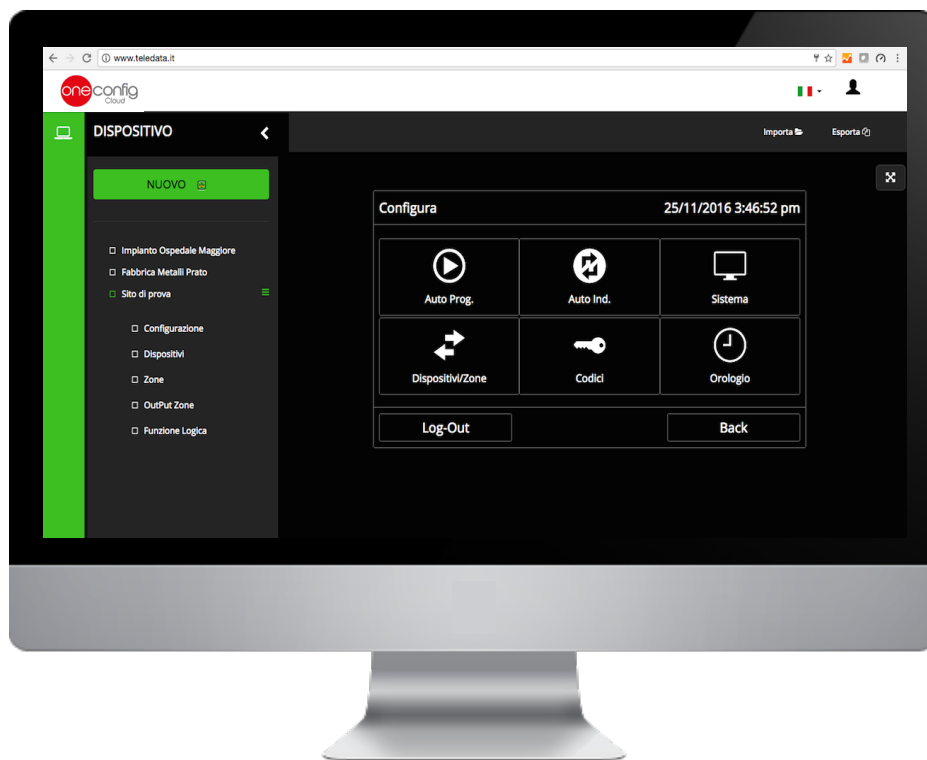 www.teledata.it
oneconfig
Cloud
DISPOSITIVO
Importa
Esporta
NUOVO
Impianto Ospedale Maggiore
Fabbrica Metalli Prato
Sito di prova
Configurazione
Dispositivi
Zone
OutPut Zone
Funzione Logica
Configura
25/11/2016 3:46:52 pm
Auto Prog.
Auto Ind.
Sistema
Dispositivi/Zone
Codici
Orologio
Log-Out
Back